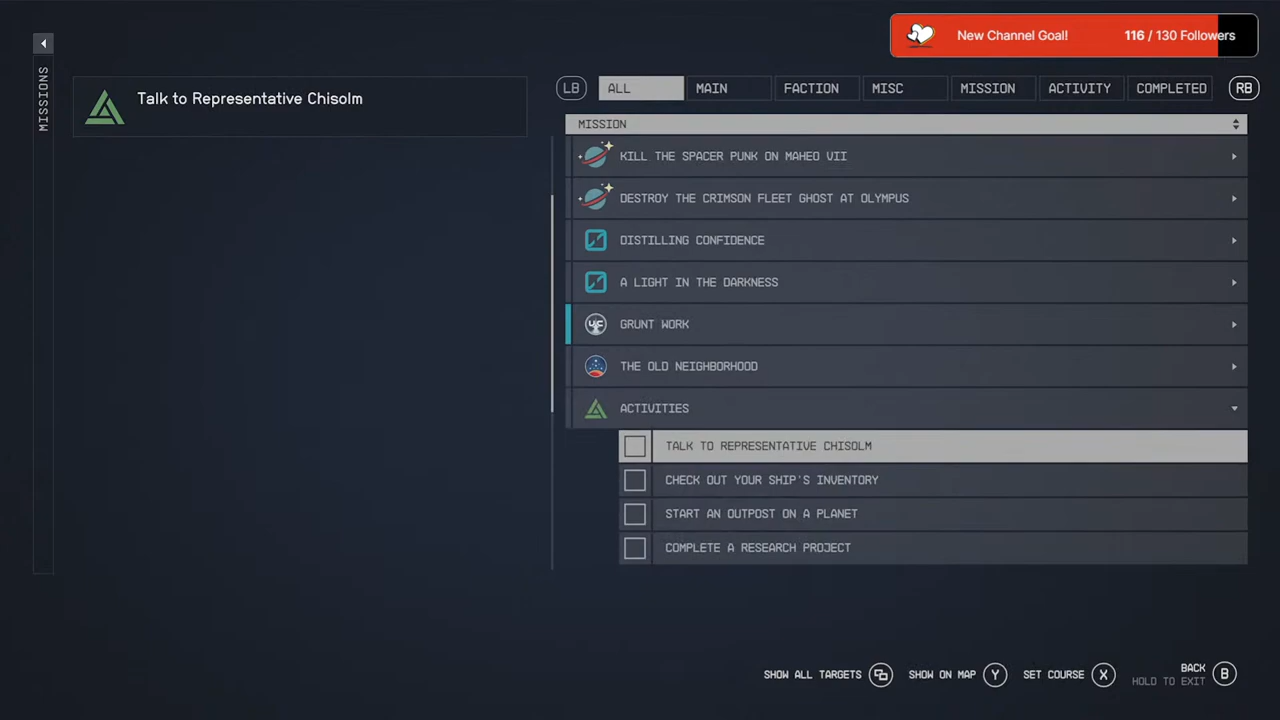 New Channel Goal! 116 / 130 Followers
MISSIONS
Talk to Representative Chisolm
LB ALL MAIN FACTION MISC MISSION ACTIVITY COMPLETED RB
MISSION
KILL THE SPACER PUNK ON MAHEO VII
DESTROY THE CRIMSON FLEET GHOST AT OLYMPUS
DISTILLING CONFIDENCE
A LIGHT IN THE DARKNESS
UC GRUNT WORK
THE OLD NEIGHBORHOOD
ACTIVITIES
TALK TO REPRESENTATIVE CHISOLM
CHECK OUT YOUR SHIP'S INVENTORY
START AN OUTPOST ON A PLANET
COMPLETE A RESEARCH PROJECT
SHOW ALL TARGETS SHOW ON MAP Y SET COURSE X BACK B
HOLD TO EXIT